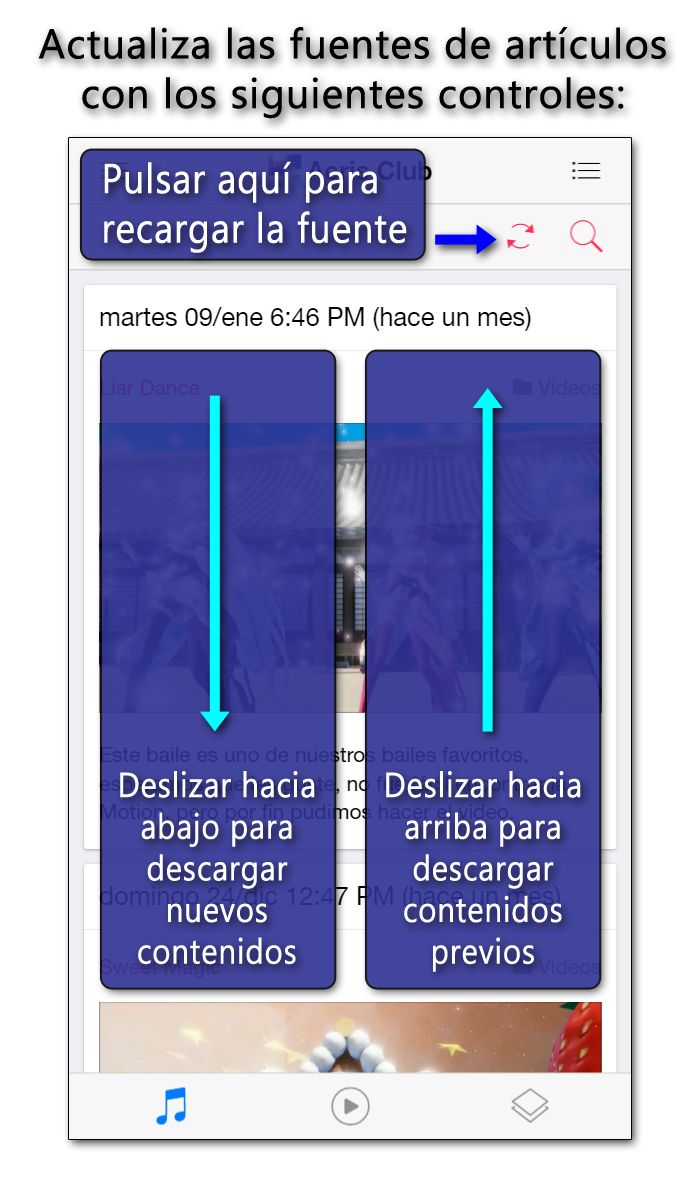 Actualiza las fuentes de artículos
con los siguientes controles:
Aeris Club
Pulsar aquí para
recargar la fuente
martes 09/ene 6:46 PM (hace un mes)
Liar Dance
Videos
Este baile es uno de nuestros bailes favoritos,
no
Motion, pero por fin pudimos hacer el video.
Deslizar hacia
abajo para
descargar
nuevos
contenidos
Deslizar hacia
arriba para
descargar
contenidos
previos
domingo 24/dic 12:47 PM (hace un mes)
Sweet Magic
Videos